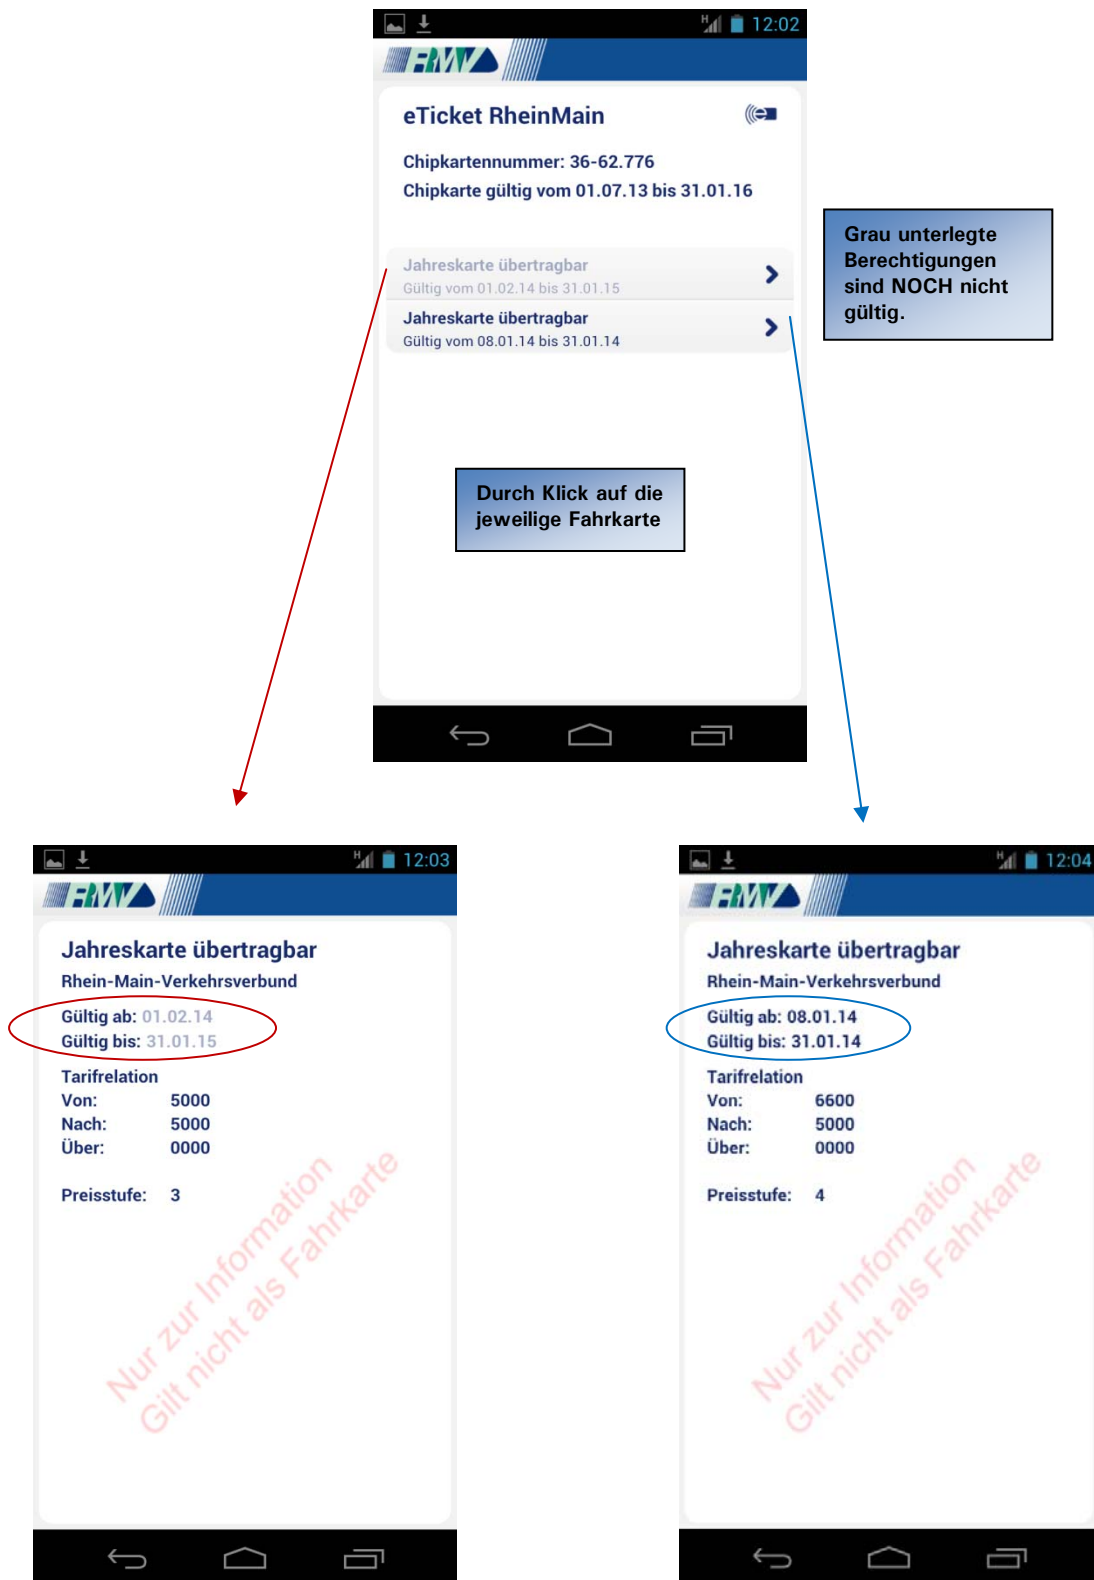 12:02
RMV
eTicket RheinMain
Chipkartennummer: 36-62.776
Chipkarte gültig vom 01.07.13 bis 31.01.16
Jahreskarte übertragbar
Gültig vom 01.02.14 bis 31.01.15
Jahreskarte übertragbar
Gültig vom 08.01.14 bis 31.01.14
Grau unterlegte
Berechtigungen
sind NOCH nicht
gültig.
Durch Klick auf die
jeweilige Fahrkarte
H
12:03
RMV
Jahreskarte übertragbar
Rhein-Main-Verkehrsverbund
Gültig ab: 01.02.14
Gültig bis: 31.01.15
Tarifrelation
Von: 5000
Nach: 5000
Über: 0000
Preisstufe: 3
Nur zur Information
Gilt nicht als Fahrkarte
H
12:04
RMV
Jahreskarte übertragbar
Rhein-Main-Verkehrsverbund
Gültig ab: 08.01.14
Gültig bis: 31.01.14
Tarifrelation
Von: 6600
Nach: 5000
Über: 0000
Preisstufe: 4
Nur zur Information
Gilt nicht als Fahrkarte